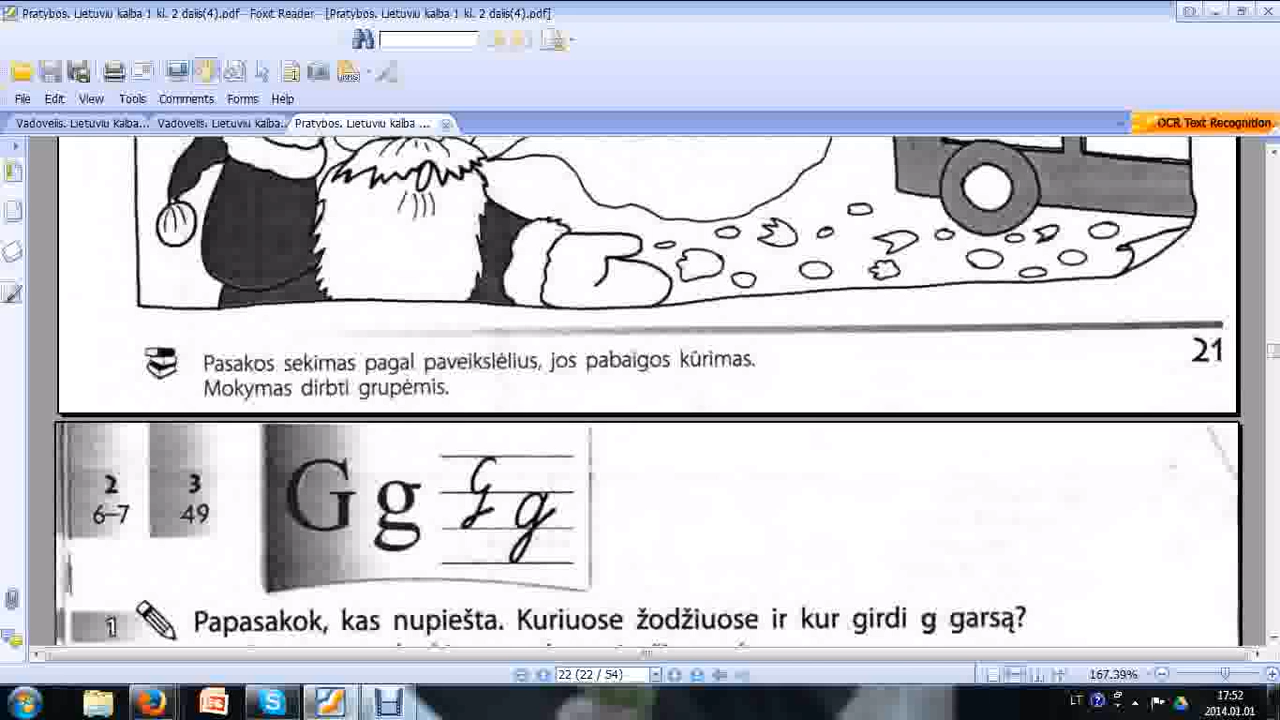 Pratybos. Lietuviu kalba 1 kl. 2 dalis(4).pdf - Foxit Reader - [Pratybos. Lietuviu kalba 1 kl. 2 dalis(4).pdf]
File Edit View Tools Comments Forms Help
Vadovelis. Lietuviu kalba... Vadovelis. Lietuviu kalba.. Pratybos. Lietuviu kalba ... OCR Text Recognition
21
Pasakos sekimas pagal paveikslėlius, jos pabaigos kūrimas.
Mokymas dirbti grupėmis.
2 3
6–7 49
G g G g
1 Papasakok, kas nupiešta. Kuriuose žodžiuose ir kur girdi g garsą?
22 (22 / 54) 167.39%
LT 17:52
2014.01.01